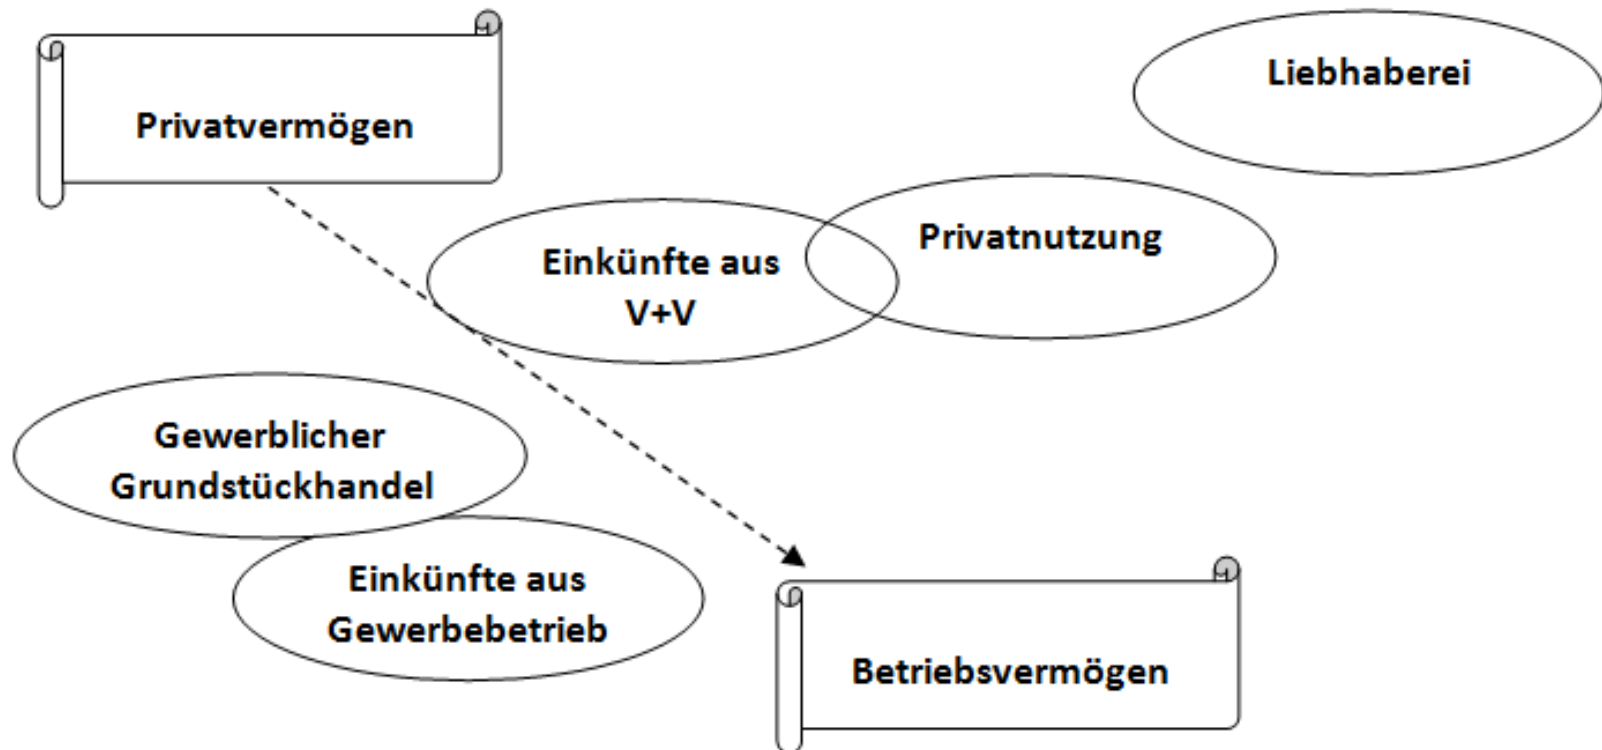 Liebhaberei
Privatvermögen
Privatnutzung
Einkünfte aus
V+V
Gewerblicher
Grundstückhandel
Einkünfte aus
Gewerbebetrieb
Betriebsvermögen